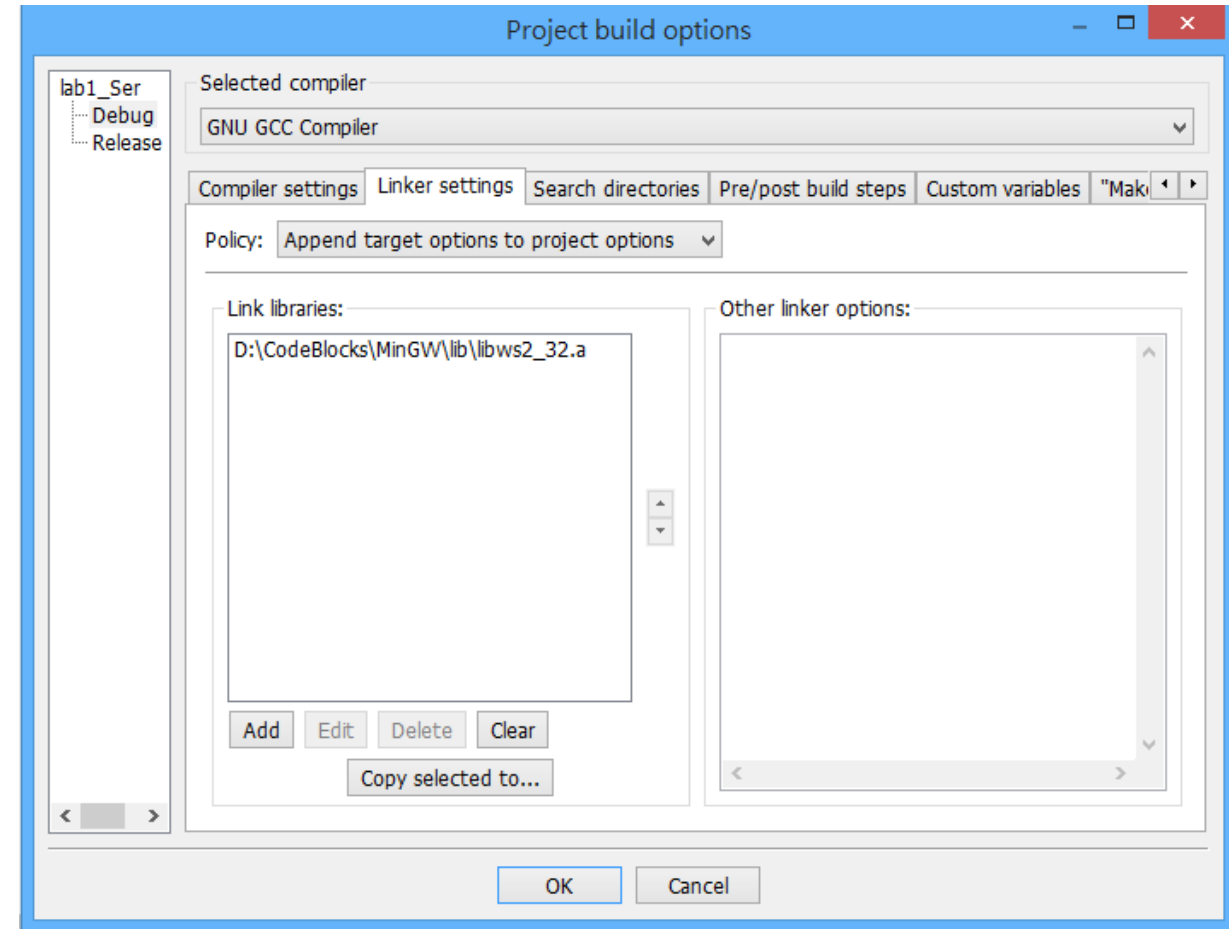 Project build options
lab1_Ser
Debug
Release
Selected compiler
GNU GCC Compiler
Compiler settings Linker settings Search directories Pre/post build steps Custom variables "Mak
Policy: Append target options to project options
Link libraries:
D:\CodeBlocks\MinGW\lib\libws2_32.a
Add Edit Delete Clear
Copy selected to...
Other linker options:
OK Cancel